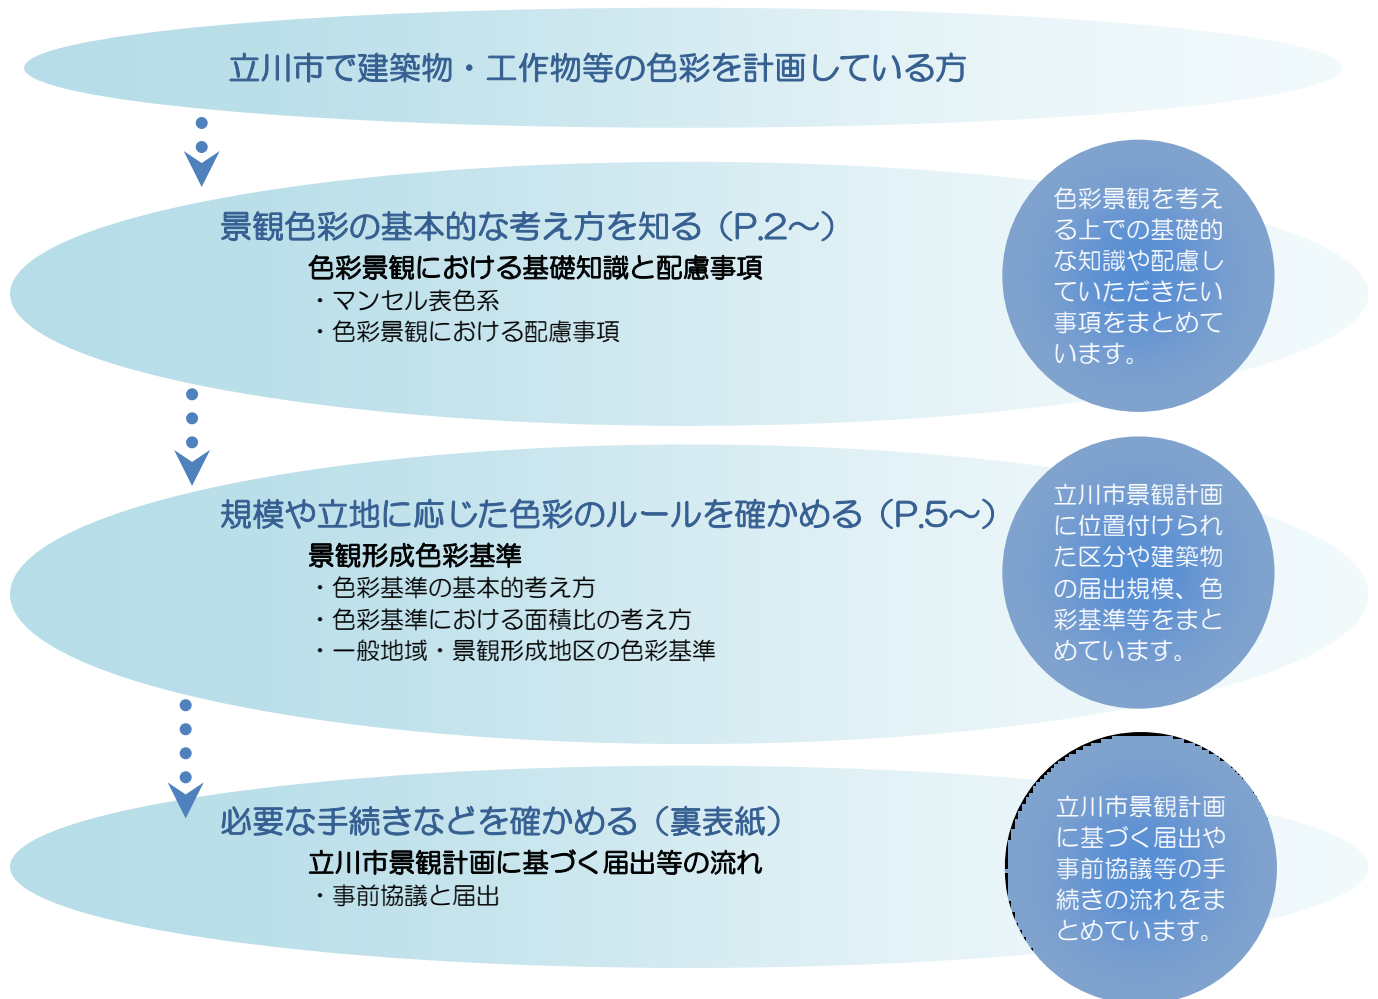 立川市で建築物・工作物等の色彩を計画している方
景観色彩の基本的な考え方を知る（P.2～）
色彩景観における基礎知識と配慮事項
・マンセル表色系
・色彩景観における配慮事項
色彩景観を考え
る上での基礎的
な知識や配慮し
ていただきたい
事項をまとめて
います。
規模や立地に応じた色彩のルールを確かめる（P.5～）
景観形成色彩基準
・色彩基準の基本的考え方
・色彩基準における面積比の考え方
・一般地域・景観形成地区の色彩基準
立川市景観計画
に位置付けられ
た区分や建築物
の届出規模、色
彩基準等をまと
めています。
必要な手続きなどを確かめる（裏表紙）
立川市景観計画に基づく届出等の流れ
・事前協議と届出
立川市景観計画
に基づく届出や
事前協議等の手
続きの流れをま
とめています。